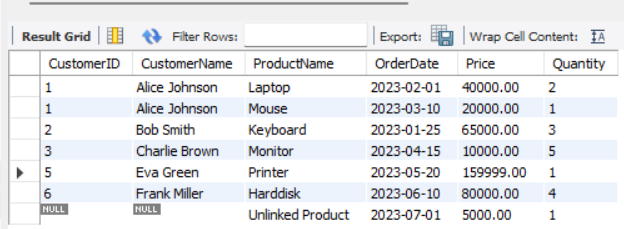 Result Grid Filter Rows: Export: Wrap Cell Content: IA
CustomerID CustomerName ProductName OrderDate Price Quantity
1 Alice Johnson Laptop 2023-02-01 40000.00 2
1 Alice Johnson Mouse 2023-03-10 20000.00 1
2 Bob Smith Keyboard 2023-01-25 65000.00 3
3 Charlie Brown Monitor 2023-04-15 10000.00 5
5 Eva Green Printer 2023-05-20 159999.00 1
6 Frank Miller Harddisk 2023-06-10 80000.00 4
NULL NULL Unlinked Product 2023-07-01 5000.00 1